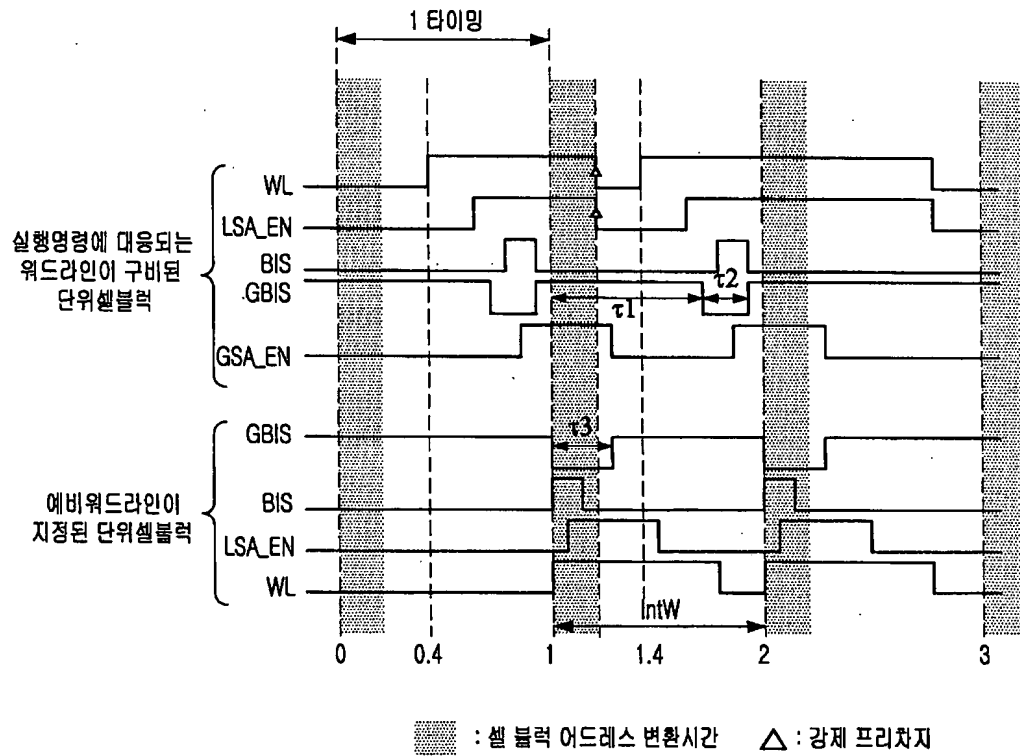 1 타이밍
WL
LSA_EN
BIS
GBIS
GSA_EN
실행명령에 대응되는
워드라인이 구비된
단위셀블럭
τ1
τ2
GBIS
BIS
LSA_EN
WL
예비워드라인이
지정된 단위셀블럭
τ3
IntW
0 0.4 1 1.4 2 3
: 셀 블럭 어드레스 변환시간 △ : 강제 프리차지